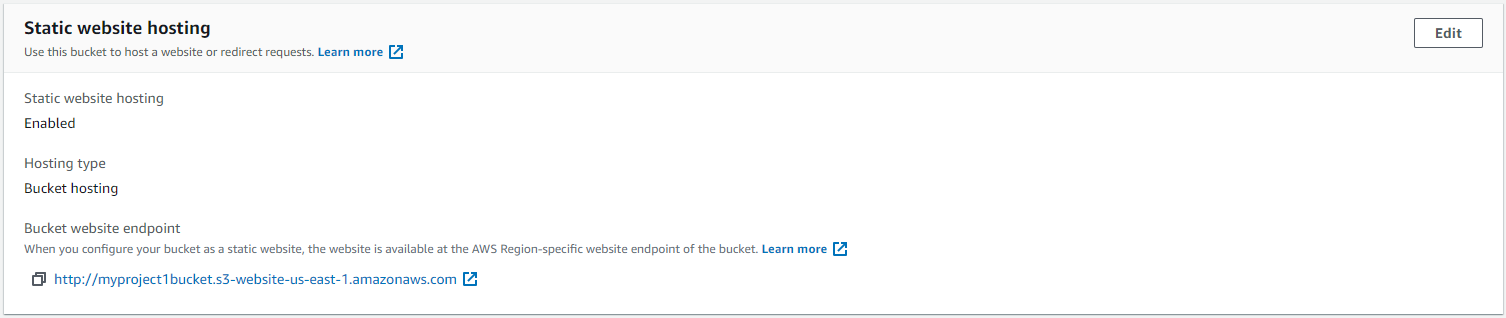 Static website hosting
Edit
Use this bucket to host a website or redirect requests. Learn more
Static website hosting
Enabled
Hosting type
Bucket hosting
Bucket website endpoint
When you configure your bucket as a static website, the website is available at the AWS Region-specific website endpoint of the bucket. Learn more
http://myproject1bucket.s3-website-us-east-1.amazonaws.com